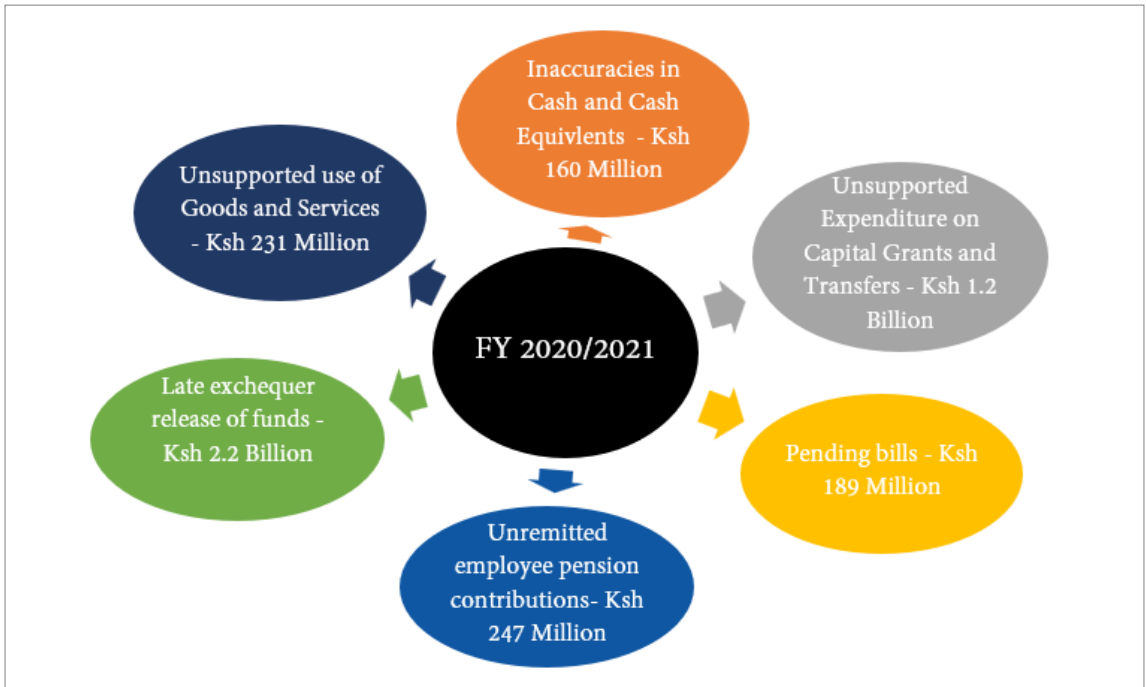 Inaccuracies in
Cash and Cash
Equivlents - Ksh
160 Million
Unsupported use of
Goods and Services
- Ksh 231 Million
Unsupported
Expenditure on
Capital Grants and
Transfers - Ksh 1.2
Billion
FY 2020/2021
Late exchequer
release of funds -
Ksh 2.2 Billion
Pending bills - Ksh
189 Million
Unremitted
employee pension
contributions- Ksh
247 Million